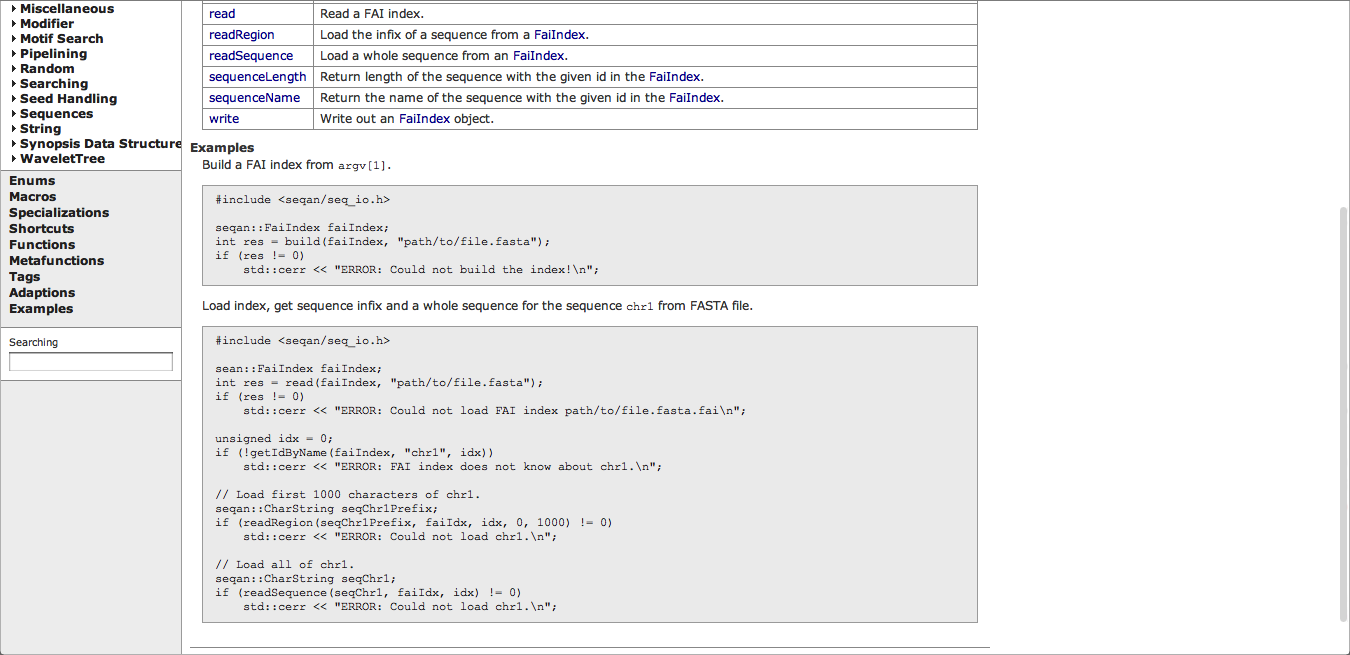 Miscellaneous
Modifier
Motif Search
Pipelining
Random
Searching
Seed Handling
Sequences
String
Synopsis Data Structure
WaveletTree
Enums
Macros
Specializations
Shortcuts
Functions
Metafunctions
Tags
Adaptions
Examples
Searching
read Read a FAI index.
readRegion Load the infix of a sequence from a FaiIndex.
readSequence Load a whole sequence from an FaiIndex.
sequenceLength Return length of the sequence with the given id in the FaiIndex.
sequenceName Return the name of the sequence with the given id in the FaiIndex.
write Write out an FaiIndex object.
Examples
Build a FAI index from argv[1].
#include <seqan/seq_io.h>
seqan::FaiIndex faiIndex;
int res = build(faiIndex, "path/to/file.fasta");
if (res != 0)
    std::cerr << "ERROR: Could not build the index!\n";
Load index, get sequence infix and a whole sequence for the sequence chr1 from FASTA file.
#include <seqan/seq_io.h>
sean::FaiIndex faiIndex;
int res = read(faiIndex, "path/to/file.fasta");
if (res != 0)
    std::cerr << "ERROR: Could not load FAI index path/to/file.fasta.fai\n";
unsigned idx = 0;
if (!getIdByName(faiIndex, "chr1", idx))
    std::cerr << "ERROR: FAI index does not know about chr1.\n";
// Load first 1000 characters of chr1.
seqan::CharString seqChr1Prefix;
if (readRegion(seqChr1Prefix, faiIdx, idx, 0, 1000) != 0)
    std::cerr << "ERROR: Could not load chr1.\n";
// Load all of chr1.
seqan::CharString seqChr1;
if (readSequence(seqChr1, faiIdx, idx) != 0)
    std::cerr << "ERROR: Could not load chr1.\n";